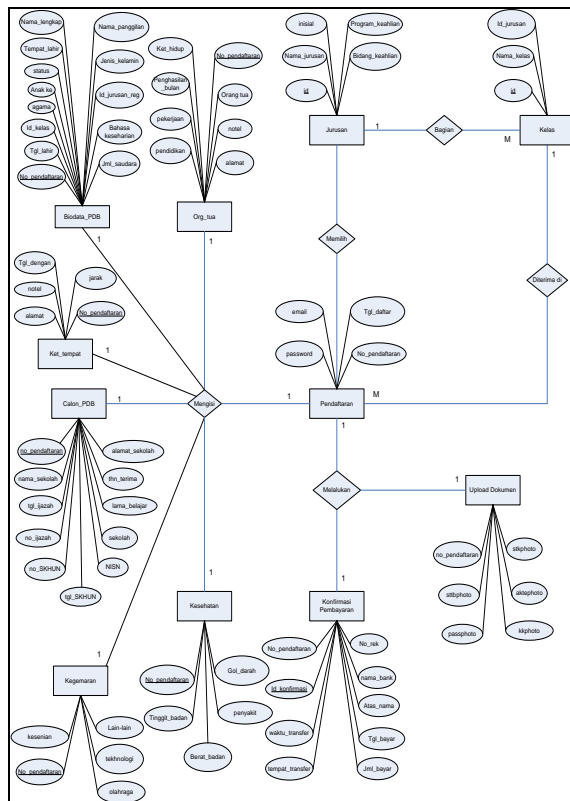 Nama_lengkap
Nama_panggilan
Tempat_lahir
status
Jenis_kelamin
Anak ke
agama
Id_jurusan_reg
Id_kelas
Bahasa
keseharian
Tgl_lahir
Jml_saudara
No_pendaftaran
Biodata_PDB
1
Ket_hidup
No_pendaftaran
Penghasilan
_bulan
Orang tua
pekerjaan
notel
pendidikan
alamat
Org_tua
1
inisial
Program_keahlian
Nama_jurusan
Bidang_keahlian
id
Jurusan
1
Bagian
M
Id_jurusan
Nama_kelas
id
Kelas
1
1
Memilih
Diterima di
Tgl_dengan
jarak
notel
alamat
No_pendaftaran
Ket_tempat
1
email
Tgl_daftar
password
No_pendaftaran
Calon_PDB
1
Mengisi
1
Pendaftaran
M
1
no_pendaftaran
alamat_sekolah
nama_sekolah
thn_terima
tgl_ijazah
lama_belajar
no_ijazah
sekolah
no_SKHUN
NISN
tgl_SKHUN
Melalukan
1
Upload Dokumen
no_pendaftaran
stkphoto
sttbphoto
aktephoto
passphoto
kkphoto
1
Kesehatan
1
Konfirmasi
Pembayaran
No_pendaftaran
Gol_darah
Tinggit_badan
penyakit
Berat_badan
No_pendaftaran
No_rek
Id_konfirmasi
nama_bank
Atas_nama
waktu_transfer
Tgl_bayar
tempat_transfer
Jml_bayar
1
Kegemaran
kesenian
Lain-lain
tekhnologi
No_pendaftaran
olahraga